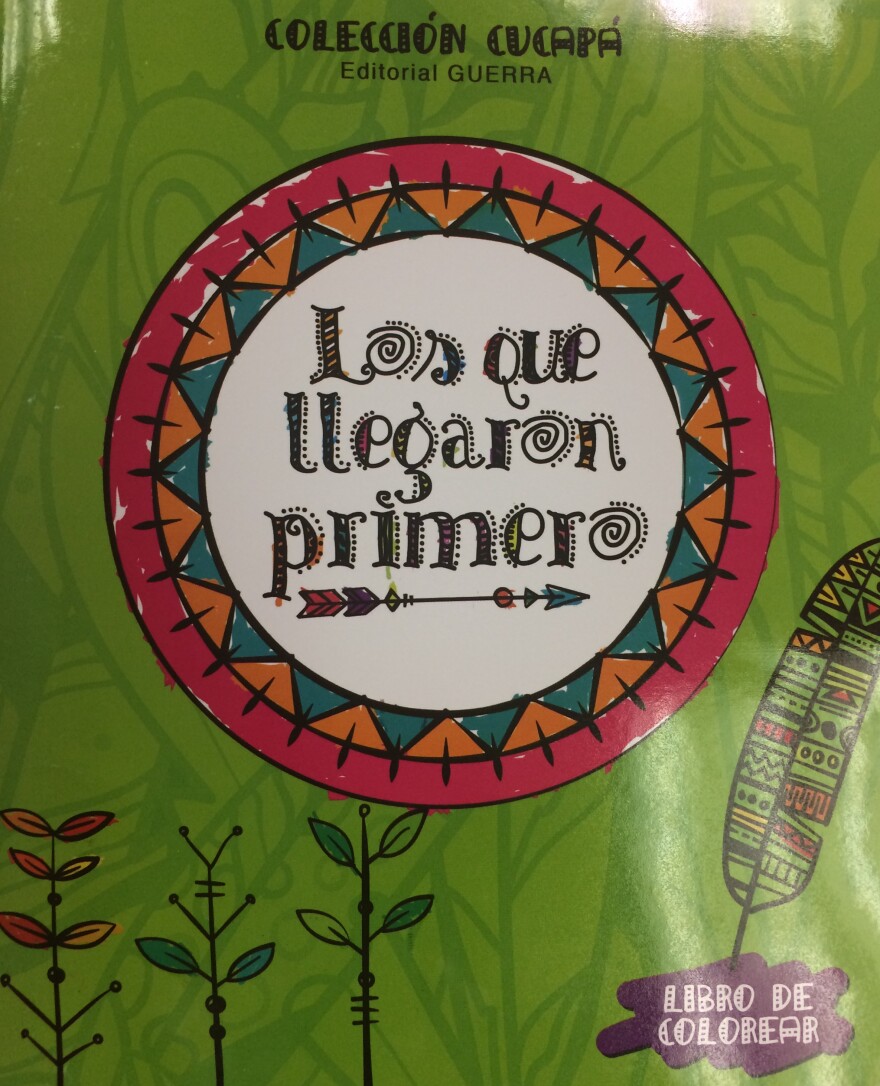 COLECCIÓN CUCAPÁ
Editorial GUERRA
Los que
llegaron
primero
LIBRO DE
COLOREAR